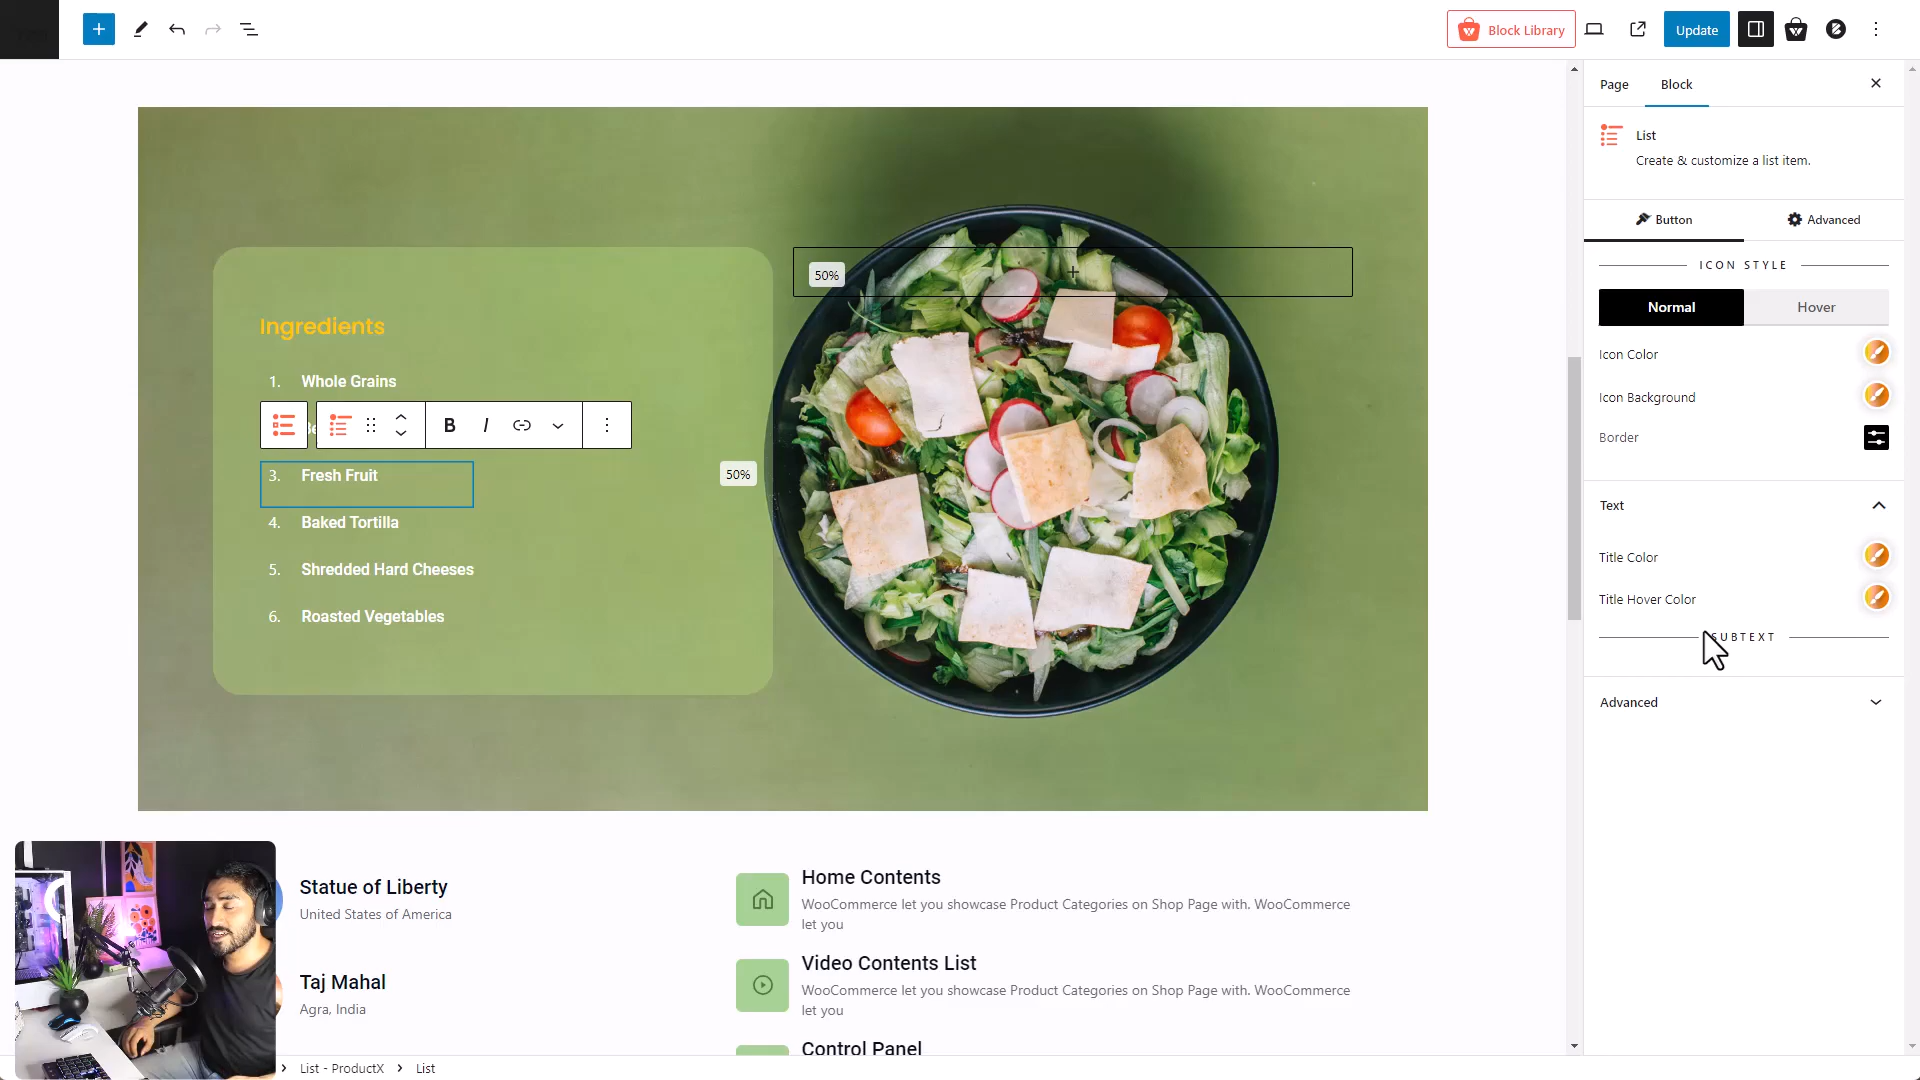 Block Library
Update
Page
Block
List
Create & customize a list item.
Button
Advanced
ICON STYLE
Normal
Hover
Icon Color
Icon Background
Border
Text
Title Color
Title Hover Color
SUBTEXT
Advanced
50%
Ingredients
1. Whole Grains
Be
B I
3. Fresh Fruit
50%
4. Baked Tortilla
5. Shredded Hard Cheeses
6. Roasted Vegetables
Statue of Liberty
United States of America
Taj Mahal
Agra, India
Home Contents
WooCommerce let you showcase Product Categories on Shop Page with. WooCommerce
let you
Video Contents List
WooCommerce let you showcase Product Categories on Shop Page with. WooCommerce
let you
Control Panel
List - ProductX > List